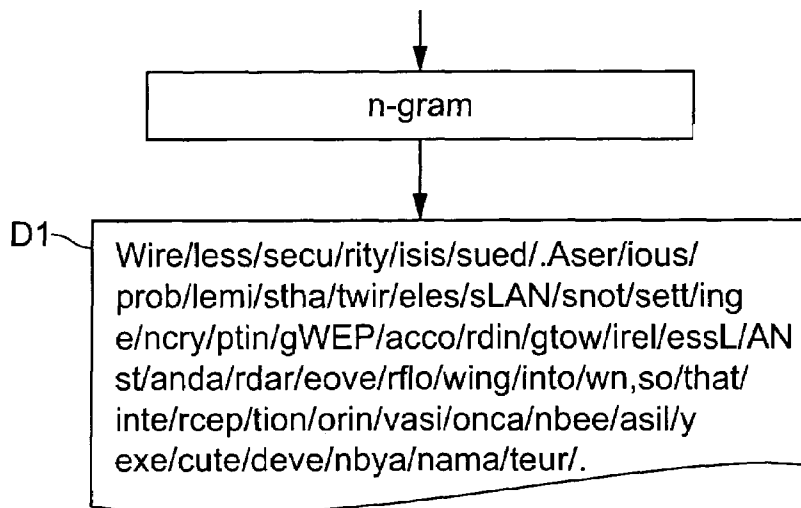 n-gram
D1
Wire/less/secu/rity/isis/sued/.Aser/ious/
prob/lemi/stha/twir/eles/sLAN/snot/sett/ing
e/ncry/ptin/gWEP/acco/rdin/gtow/irel/essL/AN
st/anda/rdar/eove/rflo/wing/into/wn,so/that/
inte/rcep/tion/orin/vasi/onca/nbee/asil/y
exe/cute/deve/nbya/nama/teur/.